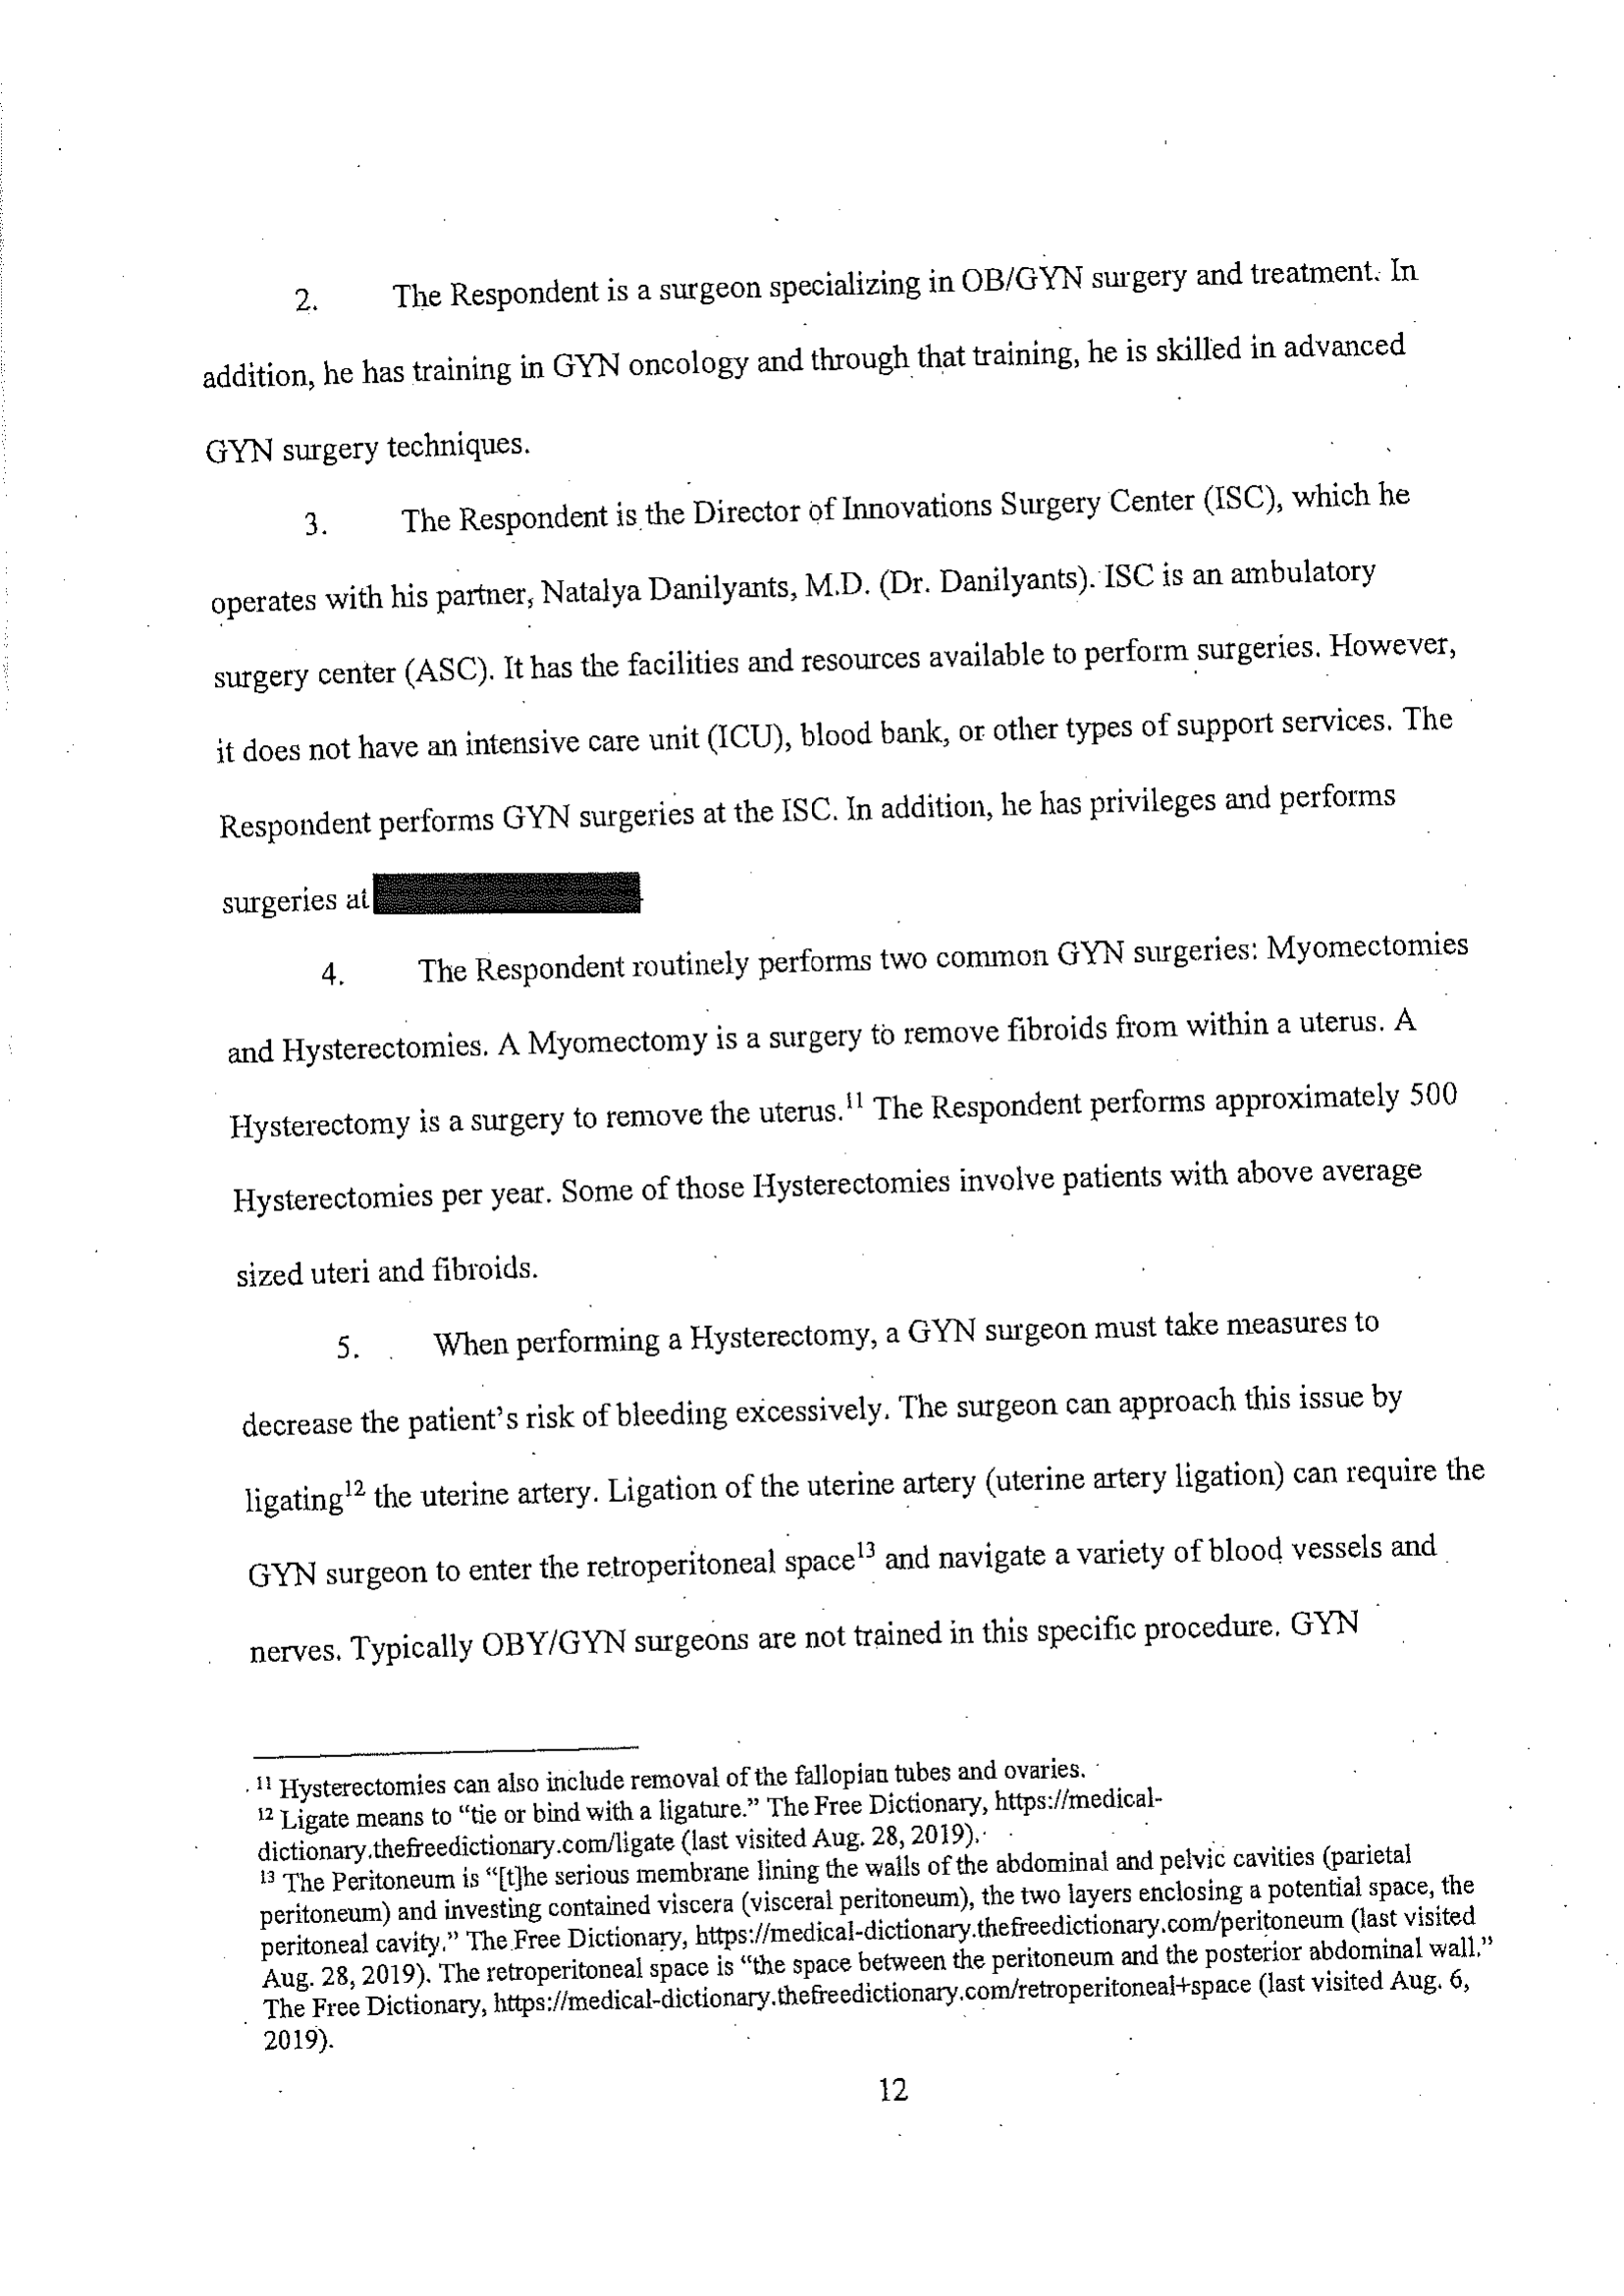 2. The Respondent is a surgeon specializing in OB/GYN surgery and treatment. In
addition, he has training in GYN oncology and through that training, he is skilled in advanced
GYN surgery techniques.
3. The Respondent is the Director of Innovations Surgery Center (ISC), which he
operates with his partner, Natalya Danilyants, M.D. (Dr. Danilyants). ISC is an ambulatory
surgery center (ASC). It has the facilities and resources available to perform surgeries. However,
it does not have an intensive care unit (ICU), blood bank, or other types of support services. The
Respondent performs GYN surgeries at the ISC. In addition, he has privileges and performs
surgeries at
4. The Respondent routinely performs two common GYN surgeries: Myomectomies
and Hysterectomies. A Myomectomy is a surgery to remove fibroids from within a uterus. A
Hysterectomy is a surgery to remove the uterus.¹¹ The Respondent performs approximately 500
Hysterectomies per year. Some of those Hysterectomies involve patients with above average
sized uteri and fibroids.
5. When performing a Hysterectomy, a GYN surgeon must take measures to
decrease the patient's risk of bleeding excessively. The surgeon can approach this issue by
ligating¹² the uterine artery. Ligation of the uterine artery (uterine artery ligation) can require the
GYN surgeon to enter the retroperitoneal space¹³ and navigate a variety of blood vessels and
nerves. Typically OBY/GYN surgeons are not trained in this specific procedure. GYN
¹¹ Hysterectomies can also include removal of the fallopian tubes and ovaries.
¹² Ligate means to “tie or bind with a ligature.” The Free Dictionary, https://medical-
dictionary.thefreedictionary.com/ligate (last visited Aug. 28, 2019).
¹³ The Peritoneum is “[t]he serious membrane lining the walls of the abdominal and pelvic cavities (parietal
peritoneum) and investing contained viscera (visceral peritoneum), the two layers enclosing a potential space, the
peritoneal cavity.” The Free Dictionary, https://medical-dictionary.thefreedictionary.com/peritoneum (last visited
Aug. 28, 2019). The retroperitoneal space is “the space between the peritoneum and the posterior abdominal wall.”
The Free Dictionary, https://medical-dictionary.thefreedictionary.com/retroperitoneal+space (last visited Aug. 6,
2019).
12